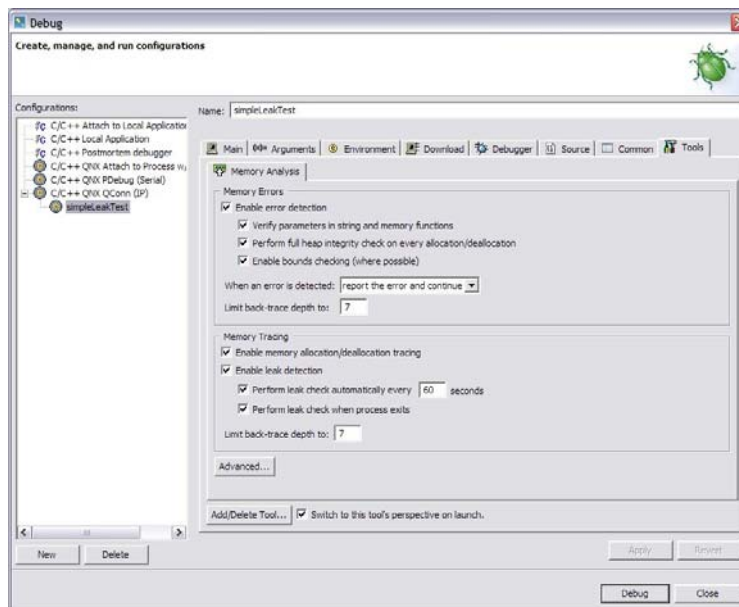 Debug
Create, manage, and run configurations
Configurations:
C/C++ Attach to Local Application
C/C++ Local Application
C/C++ Postmortem debugger
C/C++ QNX Attach to Process w/
C/C++ QNX PDebug (Serial)
C/C++ QNX QConn (IP)
simpleLeakTest
New Delete
Name: simpleLeakTest
Main Arguments Environment Download Debugger Source Common Tools
Memory Analysis
Memory Errors
Enable error detection
Verify parameters in string and memory functions
Perform full heap integrity check on every allocation/deallocation
Enable bounds checking (where possible)
When an error is detected: report the error and continue
Limit back-trace depth to: 7
Memory Tracing
Enable memory allocation/deallocation tracing
Enable leak detection
Perform leak check automatically every 60 seconds
Perform leak check when process exits
Limit back-trace depth to: 7
Advanced...
Add/Delete Tool... Switch to this tool's perspective on launch.
Apply Revert
Debug Close